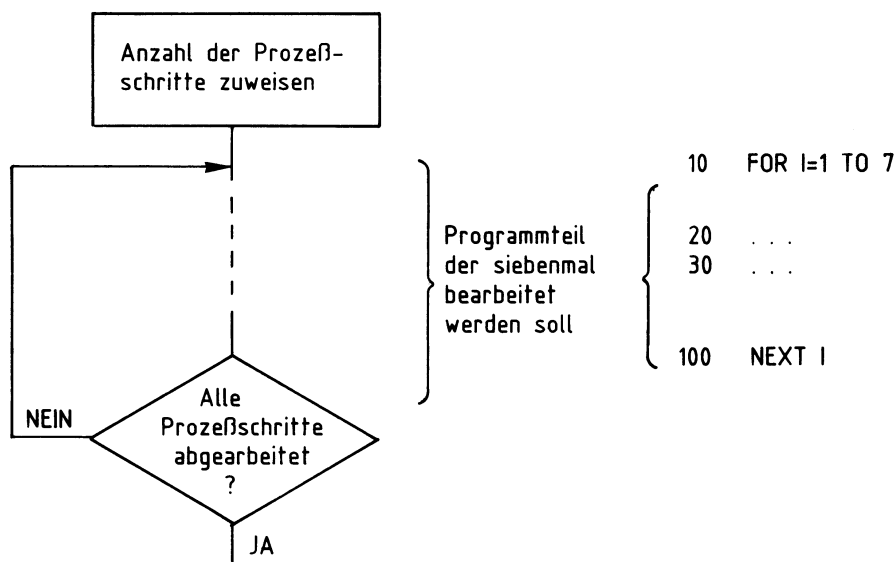 Anzahl der Prozeß-
schritte zuweisen
Programmteil
der siebenmal
bearbeitet
werden soll
10 FOR I=1 TO 7
20 . . .
30 . . .
100 NEXT I
Alle
Prozeßschritte
abgearbeitet
?
NEIN
JA